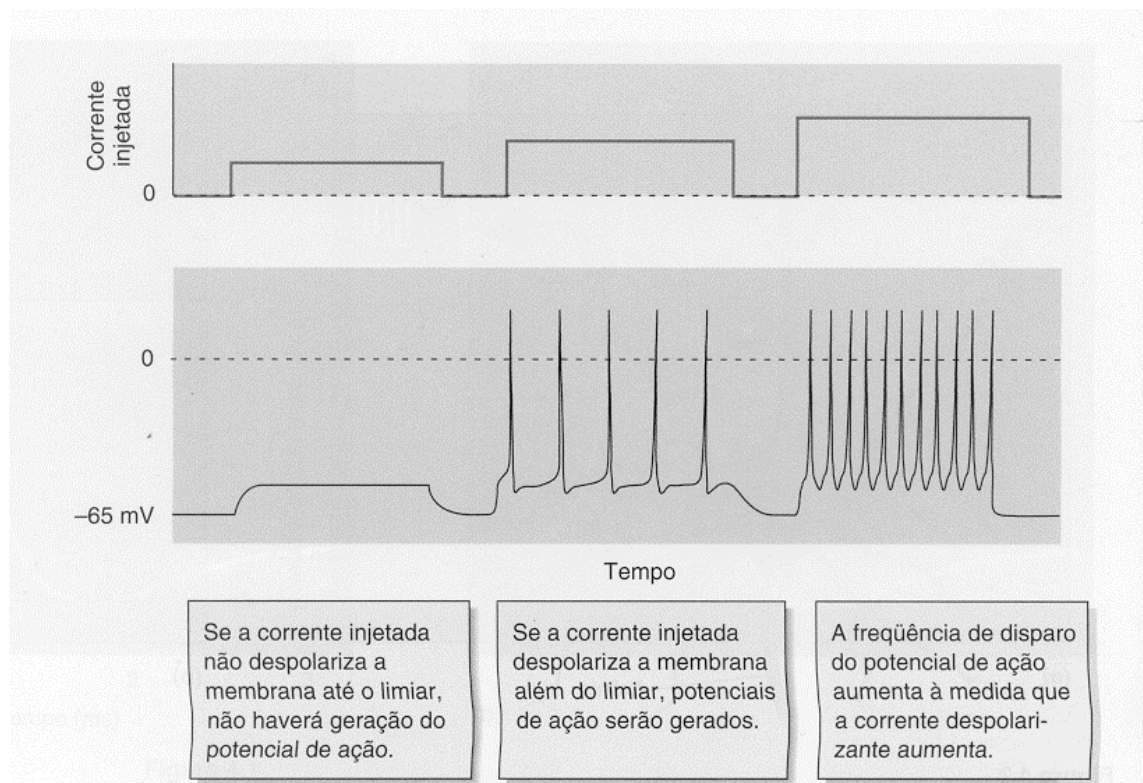 Corrente
injetada
0
0
−65 mV
Tempo
Se a corrente injetada
não despolariza a
membrana até o limiar,
não haverá geração do
potencial de ação.
Se a corrente injetada
despolariza a membrana
além do limiar, potenciais
de ação serão gerados.
A freqüência de disparo
do potencial de ação
aumenta à medida que
a corrente despolari-
zante aumenta.